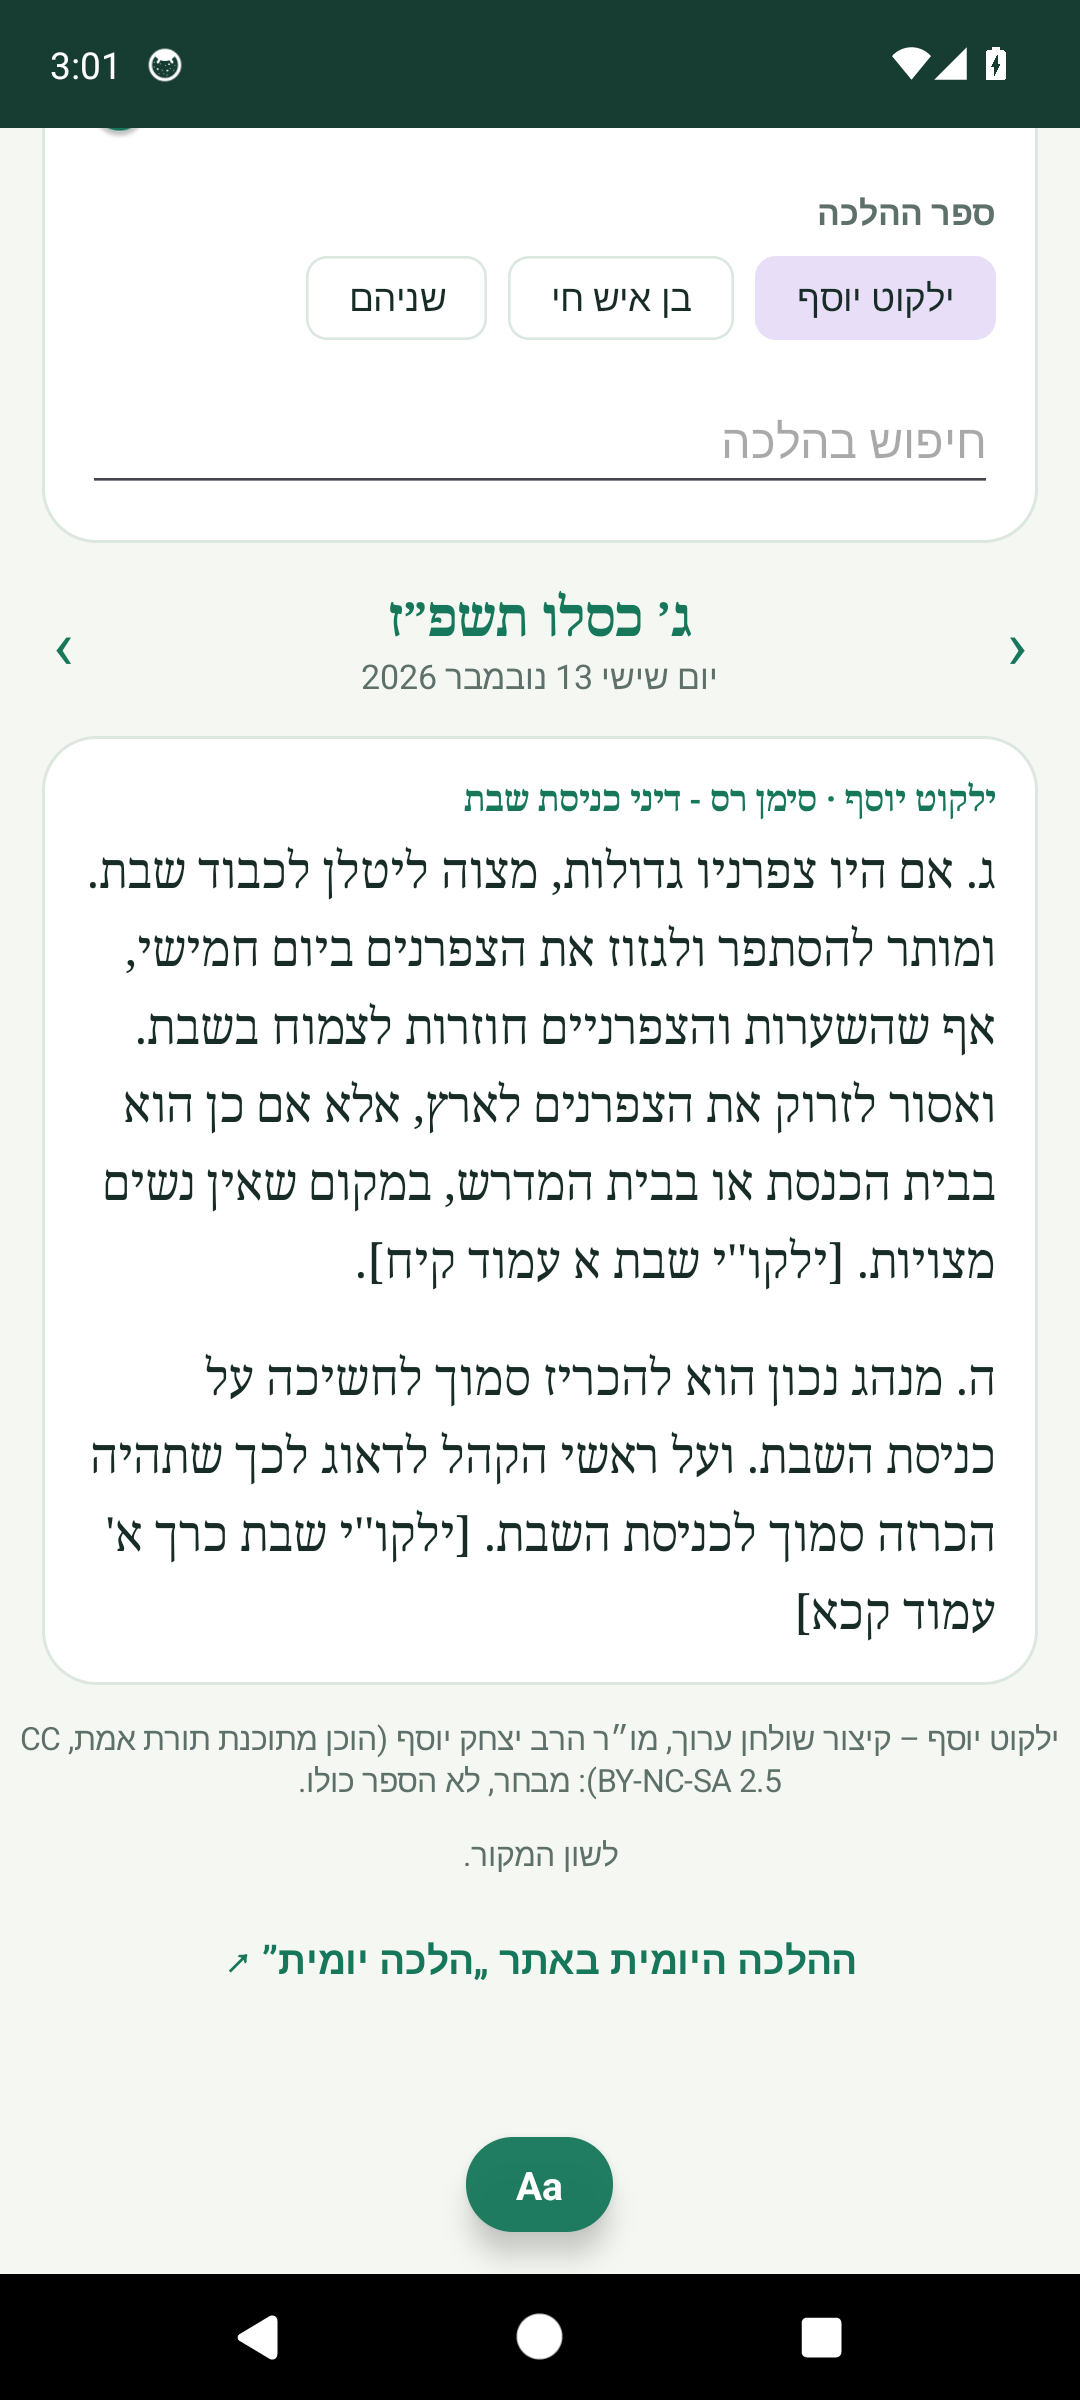 3:01
ספר ההלכה
ילקוט יוסף
בן איש חי
שניהם
חיפוש בהלכה
ג׳ כסלו תשפ״ז
יום שישי 13 נובמבר 2026
ילקוט יוסף · סימן רס - דיני כניסת שבת
ג. אם היו צפרניו גדולות, מצוה ליטלן לכבוד שבת.
ומותר להסתפר ולגזוז את הצפרנים ביום חמישי,
אף שהשערות והצפרניים חוזרות לצמוח בשבת.
ואסור לזרוק את הצפרנים לארץ, אלא אם כן הוא
בבית הכנסת או בבית המדרש, במקום שאין נשים
מצויות. [ילקו''י שבת א עמוד קיח].
ה. מנהג נכון הוא להכריז סמוך לחשיכה על
כניסת השבת. ועל ראשי הקהל לדאוג לכך שתהיה
הכרזה סמוך לכניסת השבת. [ילקו''י שבת כרך א'
עמוד קכא]
ילקוט יוסף – קיצור שולחן ערוך, מו״ר הרב יצחק יוסף (הוכן מתוכנת תורת אמת, CC
BY-NC-SA 2.5): מבחר, לא הספר כולו.
לשון המקור.
ההלכה היומית באתר „הלכה יומית” ↗
Aa